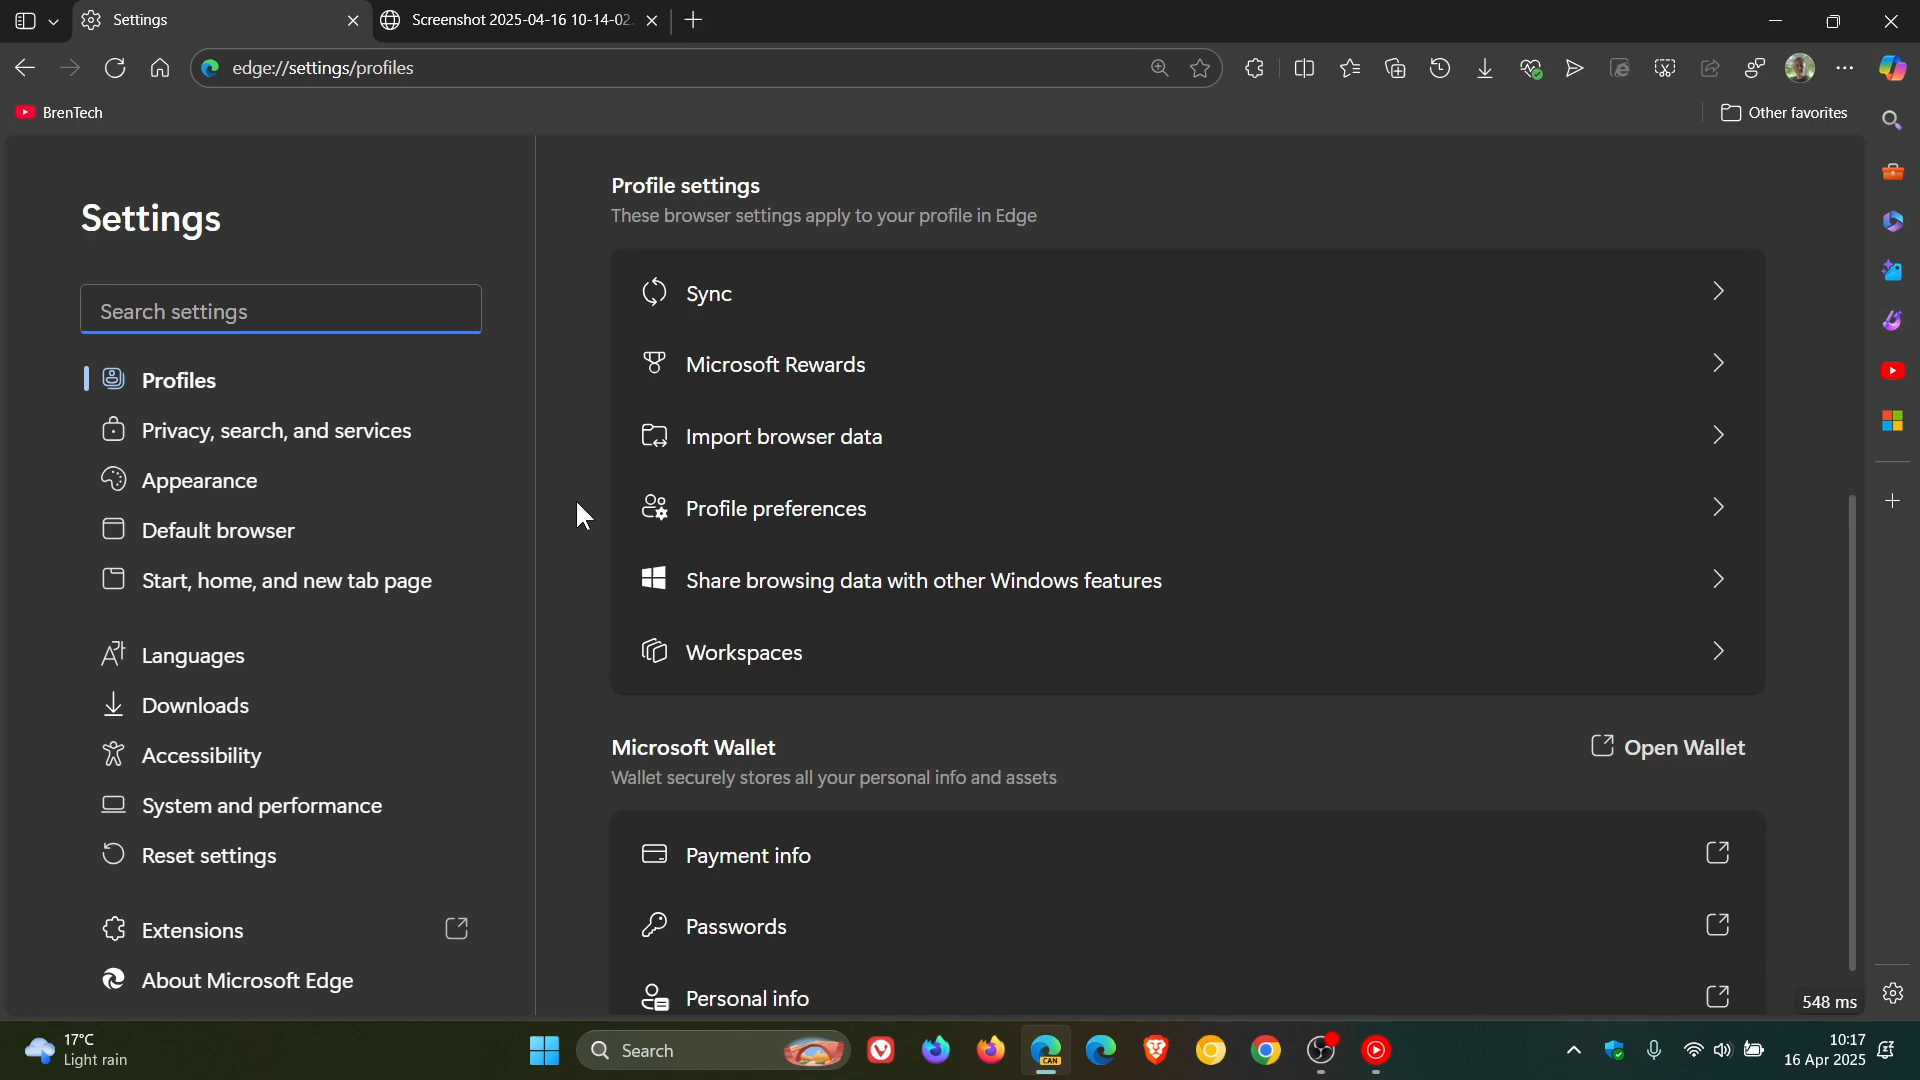 Settings
Screenshot 2025-04-16 10-14-02.
edge://settings/profiles
BrenTech
Other favorites
Settings
Search settings
Profiles
Privacy, search, and services
Appearance
Default browser
Start, home, and new tab page
Languages
Downloads
Accessibility
System and performance
Reset settings
Extensions
About Microsoft Edge
Profile settings
These browser settings apply to your profile in Edge
Sync
Microsoft Rewards
Import browser data
Profile preferences
Share browsing data with other Windows features
Workspaces
Microsoft Wallet
Open Wallet
Wallet securely stores all your personal info and assets
Payment info
Passwords
Personal info
548 ms
17°C
Light rain
Search
CAN
10:17
16 Apr 2025